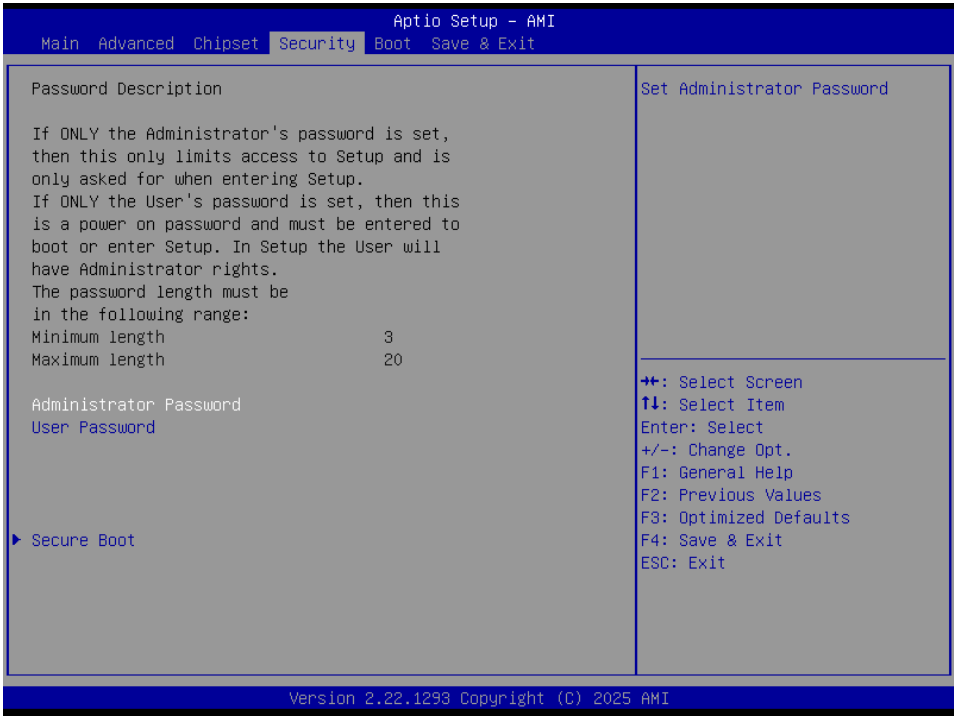 Aptio Setup – AMI
Main Advanced Chipset Security Boot Save & Exit
Password Description
If ONLY the Administrator's password is set,
then this only limits access to Setup and is
only asked for when entering Setup.
If ONLY the User's password is set, then this
is a power on password and must be entered to
boot or enter Setup. In Setup the User will
have Administrator rights.
The password length must be
in the following range:
Minimum length 3
Maximum length 20
Administrator Password
User Password
Secure Boot
Set Administrator Password
→←: Select Screen
↑↓: Select Item
Enter: Select
+/-: Change Opt.
F1: General Help
F2: Previous Values
F3: Optimized Defaults
F4: Save & Exit
ESC: Exit
Version 2.22.1293 Copyright (C) 2025 AMI